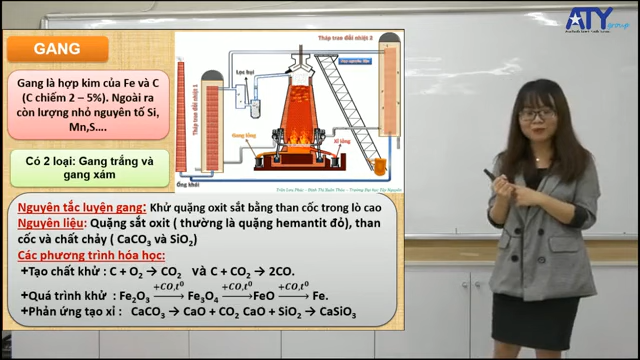 ATY
Group
GANG
Gang là hợp kim của Fe và C
(C chiếm 2 – 5%). Ngoài ra
còn lượng nhỏ nguyên tố Si,
Mn,S....
Có 2 loại: Gang trắng và
gang xám
Tháp trao đổi nhiệt 2
Lọc bụi
Tháp trao đổi nhiệt 1
Gang lỏng
Xỉ lỏng
Ống khói
Nguyên tắc luyện gang: Khử quặng oxit sắt bằng than cốc trong lò cao
Nguyên liệu: Quặng sắt oxit ( thường là quặng hemantit đỏ), than
cốc và chất chảy ( CaCO₃ và SiO₂)
Các phương trình hóa học:
+Tạo chất khử : C + O₂ → CO₂ và C + CO₂ → 2CO.
+Quá trình khử : Fe₂O₃ +CO,t⁰→ Fe₃O₄ +CO,t⁰→ FeO +CO,t⁰→ Fe.
+Phản ứng tạo xỉ: CaCO₃ → CaO + CO₂ CaO + SiO₂ → CaSiO₃